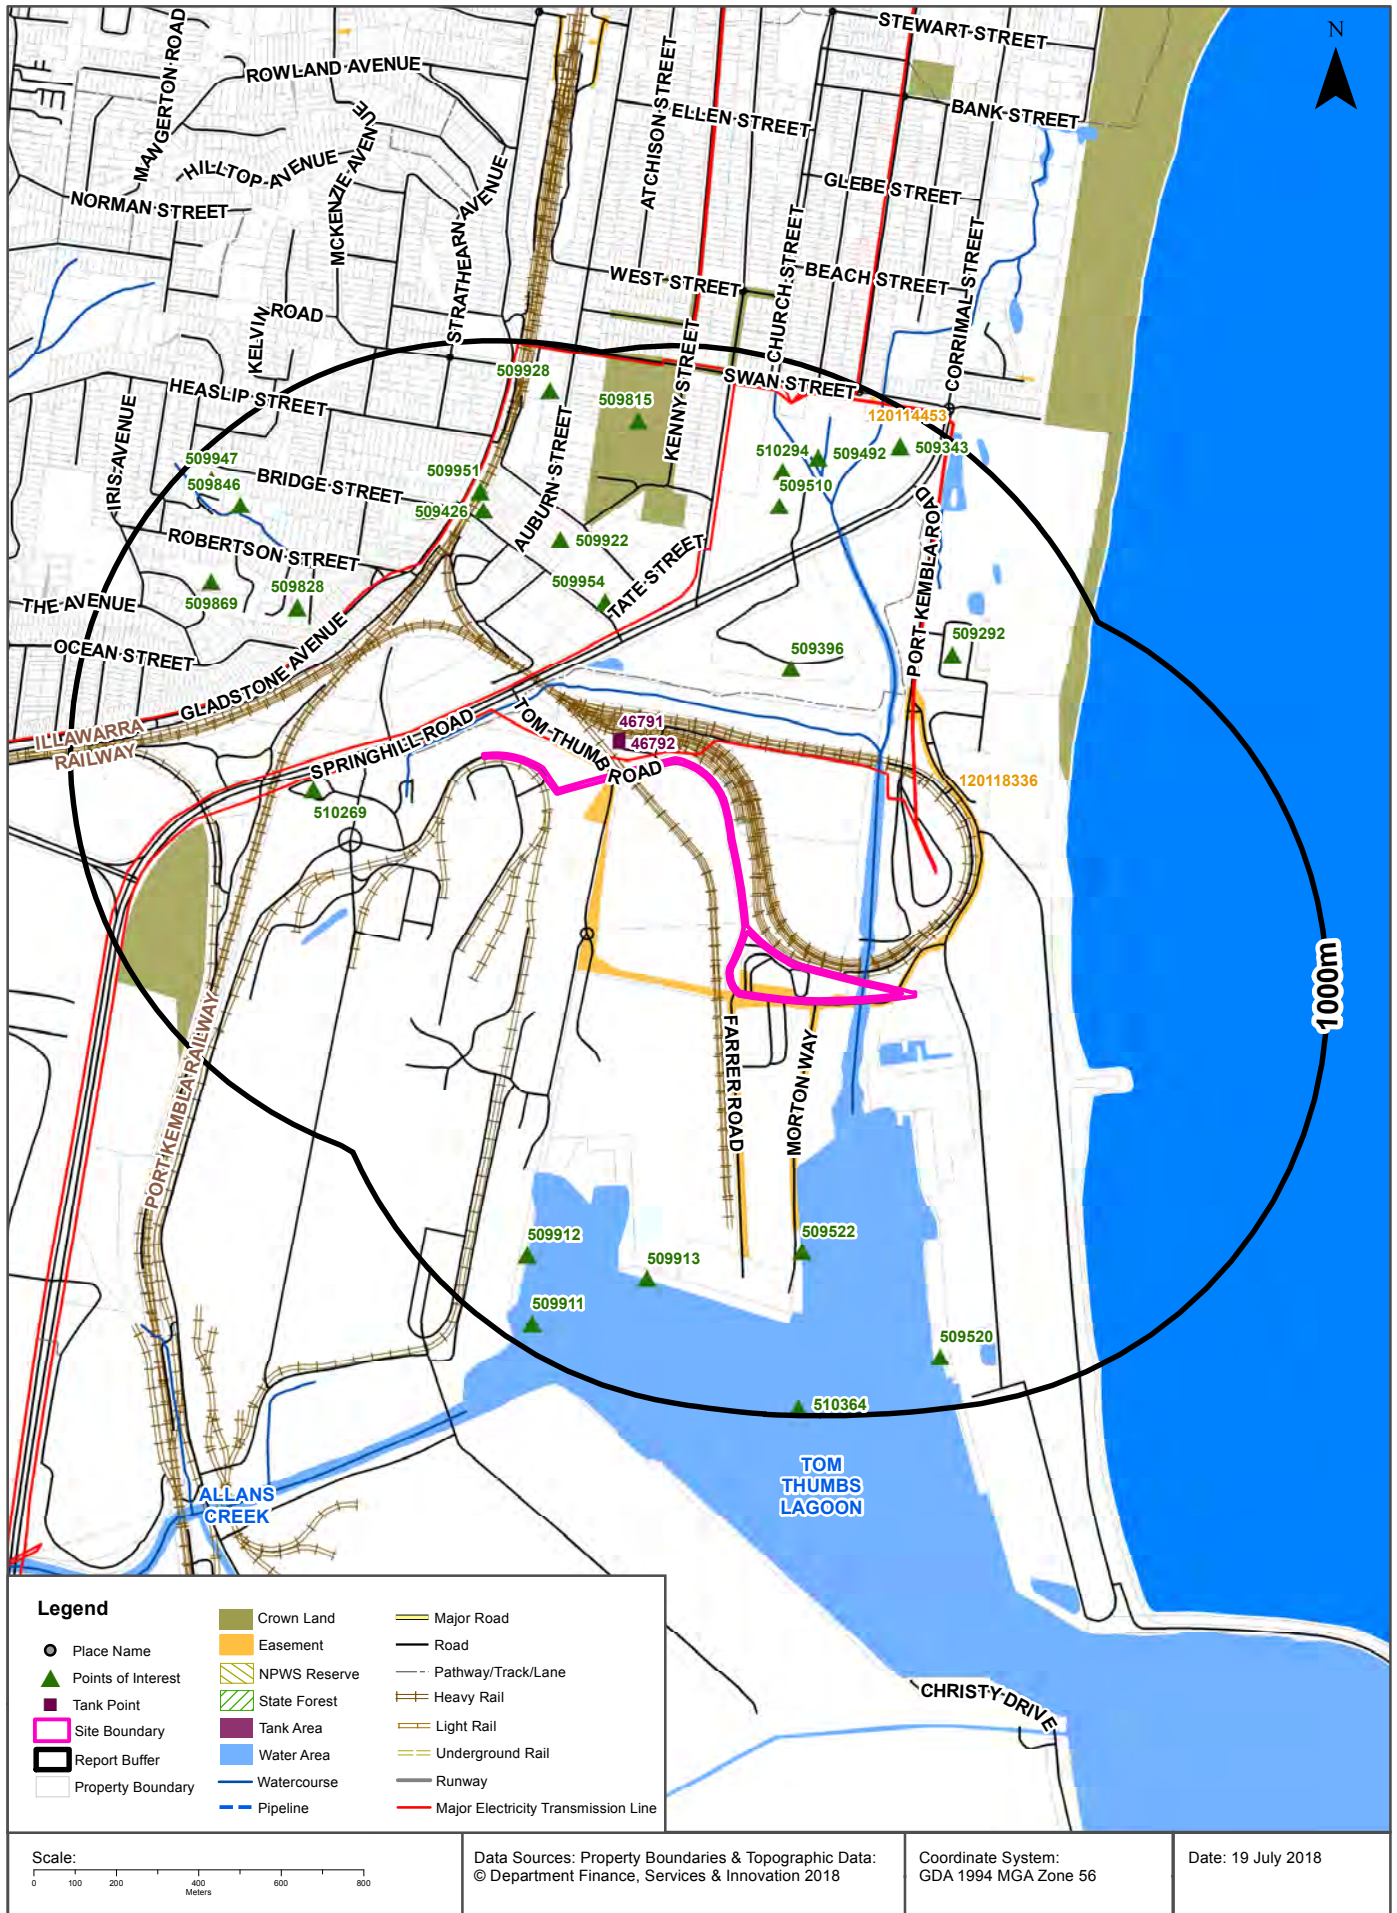 N
STEWART STREET
MANGERTON ROAD
ROWLAND AVENUE
ATCHISON STREET
ELLEN STREET
BANK STREET
MCKENZIE AVENUE
HILLTOP AVENUE
STRATHEARN AVENUE
GLEBE STREET
NORMAN STREET
CHURCH STREET
CORRIMAL STREET
WEST STREET
BEACH STREET
KELVIN ROAD
KENNY STREET
SWAN STREET
509928
HEASLIP STREET
509815
120114453
IRIS AVENUE
AUBURN STREET
509947
509951
510294
509492
509343
BRIDGE STREET
509846
509510
509426
PORT KEMBLA ROAD
ROBERTSON STREET
509922
TATE STREET
509954
THE AVENUE
509869
509828
509292
OCEAN STREET
509396
GLADSTONE AVENUE
ILLAWARRA
RAILWAY
SPRINGHILL ROAD
TOM THUMB ROAD
46791
46792
120118336
510269
1000m
PORT KEMBLA RAILWAY
FARRER ROAD
MORTON WAY
509912
509913
509522
509911
509520
510364
TOM
THUMBS
LAGOON
ALLANS
CREEK
CHRISTY DRIVE
Legend
Place Name
Points of Interest
Tank Point
Site Boundary
Report Buffer
Property Boundary
Crown Land
Easement
NPWS Reserve
State Forest
Tank Area
Water Area
Watercourse
Pipeline
Major Road
Road
Pathway/Track/Lane
Heavy Rail
Light Rail
Underground Rail
Runway
Major Electricity Transmission Line
Scale:
0 100 200 400 600 800
Meters
Data Sources: Property Boundaries & Topographic Data:
© Department Finance, Services & Innovation 2018
Coordinate System:
GDA 1994 MGA Zone 56
Date: 19 July 2018